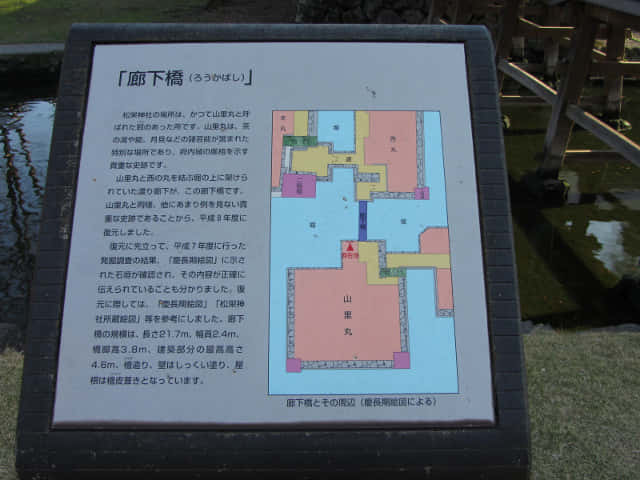 「廊下橋（ろうかばし）」
松栄神社の場所は、かつて山里丸と呼
ばれた郭のあった所です。山里丸は、茶
の湯や能、月見などの諸芸能が営まれた
特別な場所であり、府内城の風格を示す
貴重な史跡です。
山里丸と西の丸を結ぶ堀の上に架けら
れていた渡り廊下が、この廊下橋です。
山里丸と同様、他にあまり例を見ない貴
重な史跡であることから、平成8年度に
復元しました。
復元に先立って、平成7年度に行った
発掘調査の結果、「慶長期絵図」に示さ
れた石垣が確認され、その内容が正確に
伝えられていることも分かりました。復
元に際しては、「慶長期絵図」「松栄神
社所蔵絵図」等を参考にしました。廊下
橋の規模は、長さ21.7m、幅員2.4m、
橋脚高3.8m、建築部分の最高高さ
4.6m、橋造り、壁はしっくい塗り、屋
根は檜皮葺きとなっています。
堀
西
丸
二
廊下橋
堀
堀
現在地
山
里
丸
廊下橋とその周辺（慶長期絵図による）